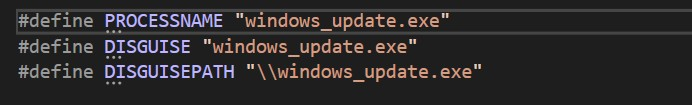 #define PROCESSNAME "windows_update.exe"
#define DISGUISE "windows_update.exe"
#define DISGUISEPATH "\\windows_update.exe"